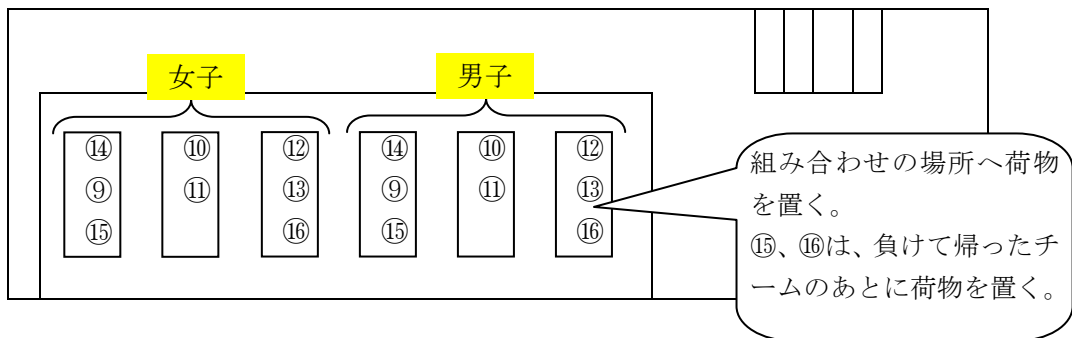 女子 男子
⑭ ⑩ ⑫ ⑭ ⑩ ⑫
⑨ ⑪ ⑬ ⑨ ⑪ ⑬
⑮ ⑯ ⑮ ⑯
組み合わせの場所へ荷物
を置く。
⑮、⑯は、負けて帰ったチ
ームのあとに荷物を置く。